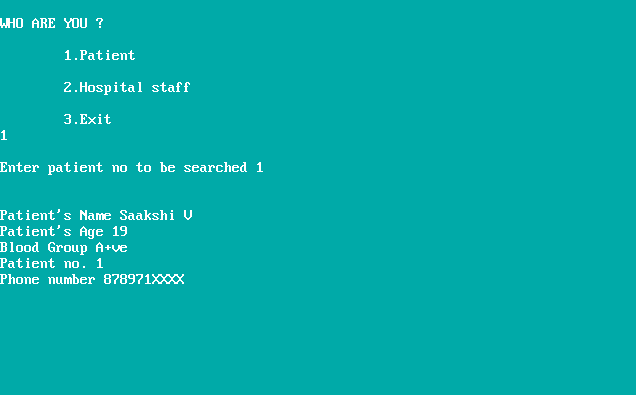 WHO ARE YOU ?
1.Patient
2.Hospital staff
3.Exit
1
Enter patient no to be searched 1
Patient's Name Saakshi V
Patient's Age 19
Blood Group A+ve
Patient no. 1
Phone number 878971XXXX